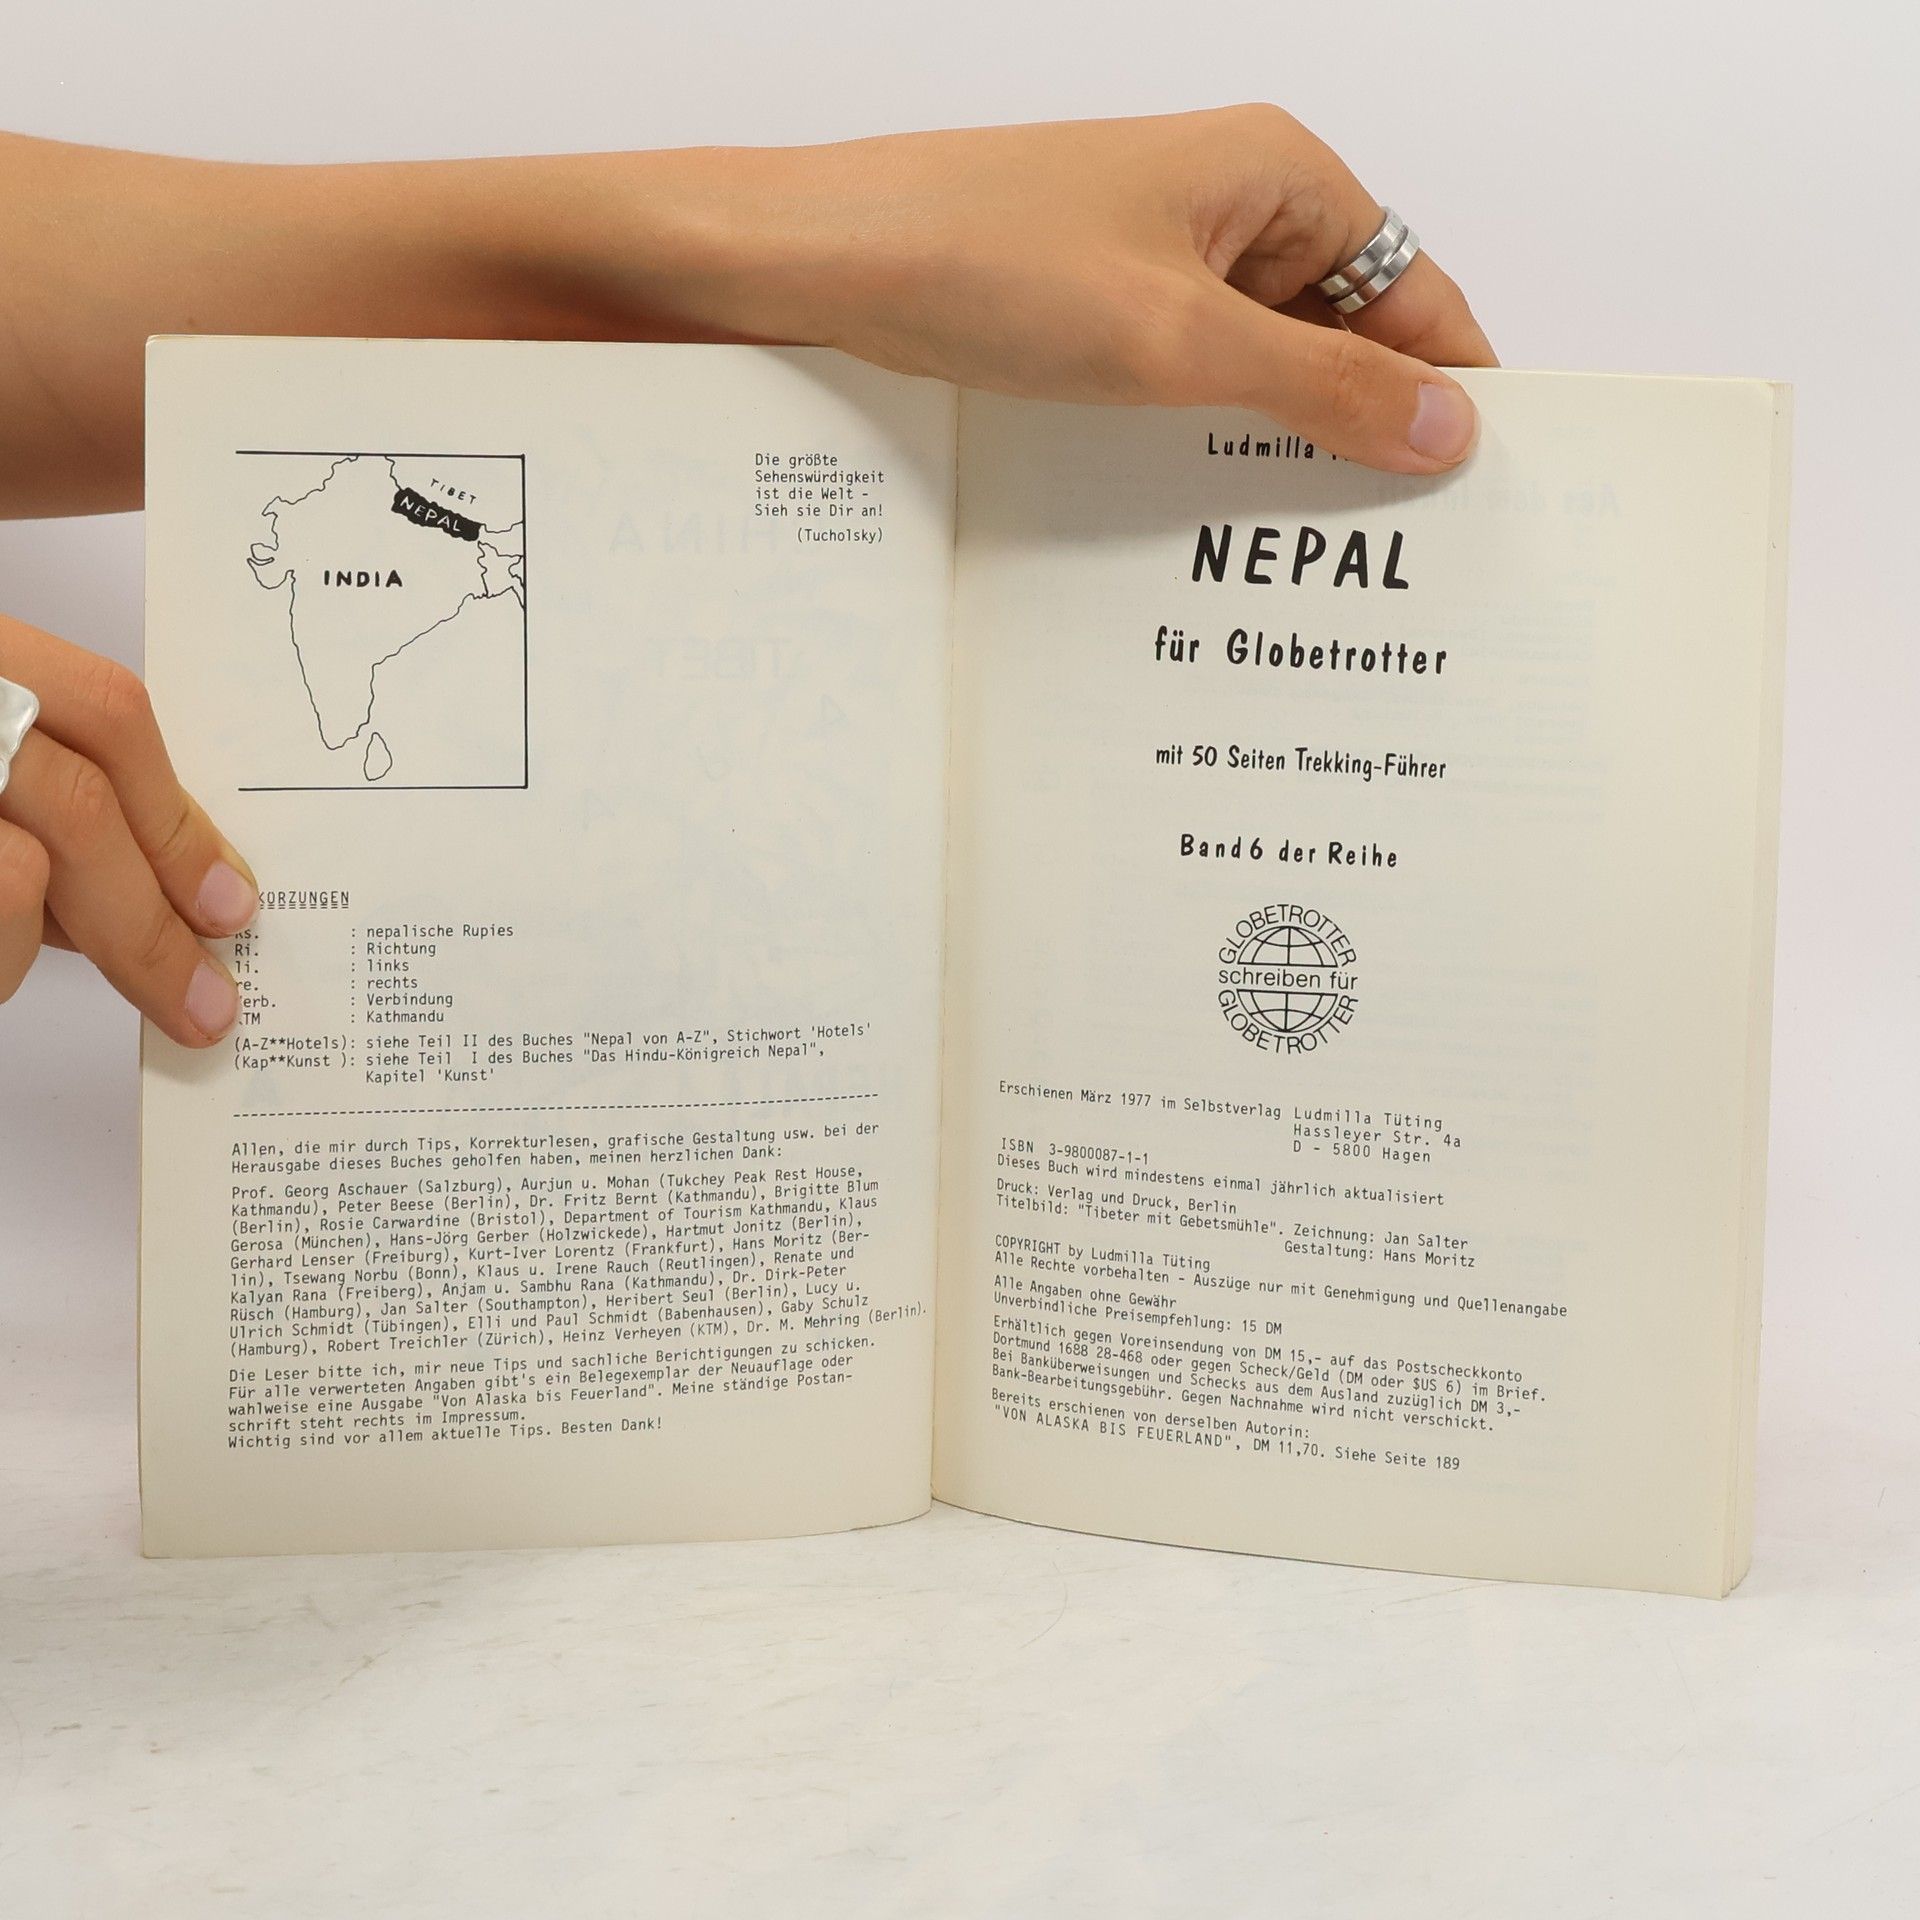 TIBET
NEPAL
INDIA
Die größte
Sehenswürdigkeit
ist die Welt -
Sieh sie Dir an!
(Tucholsky)
KÜRZUNGEN
Rs. : nepalische Rupies
Ri. : Richtung
li. : links
re. : rechts
Verb. : Verbindung
KTM : Kathmandu
(A-Z**Hotels): siehe Teil II des Buches "Nepal von A-Z", Stichwort 'Hotels'
(Kap**Kunst ): siehe Teil I des Buches "Das Hindu-Königreich Nepal",
Kapitel 'Kunst'
Allen, die mir durch Tips, Korrekturlesen, grafische Gestaltung usw. bei der
Herausgabe dieses Buches geholfen haben, meinen herzlichen Dank:
Prof. Georg Aschauer (Salzburg), Aurjun u. Mohan (Tukchey Peak Rest House,
Kathmandu), Peter Beese (Berlin), Dr. Fritz Bernt (Kathmandu), Brigitte Blum
(Berlin), Rosie Carwardine (Bristol), Department of Tourism Kathmandu, Klaus
Gerosa (München), Hans-Jörg Gerber (Holzwickede), Hartmut Jonitz (Berlin),
Gerhard Lenser (Freiburg), Kurt-Iver Lorentz (Frankfurt), Hans Moritz (Ber-
lin), Tsewang Norbu (Bonn), Klaus u. Irene Rauch (Reutlingen), Renate und
Kalyan Rana (Freiberg), Anjam u. Sambhu Rana (Kathmandu), Dr. Dirk-Peter
Rüsch (Hamburg), Jan Salter (Southampton), Heribert Seul (Berlin), Lucy u.
Ulrich Schmidt (Tübingen), Elli und Paul Schmidt (Babenhausen), Gaby Schulz
(Hamburg), Robert Treichler (Zürich), Heinz Verheyen (KTM), Dr. M. Mehring (Berlin).
Die Leser bitte ich, mir neue Tips und sachliche Berichtigungen zu schicken.
Für alle verwerteten Angaben gibt's ein Belegexemplar der Neuauflage oder
wahlweise eine Ausgabe "Von Alaska bis Feuerland". Meine ständige Postan-
schrift steht rechts im Impressum.
Wichtig sind vor allem aktuelle Tips. Besten Dank!
Ludmilla
NEPAL
für Globetrotter
mit 50 Seiten Trekking-Führer
Band 6 der Reihe
GLOBETROTTER
schreiben für
GLOBETROTTER
Erschienen März 1977 im Selbstverlag Ludmilla Tüting
Hassleyer Str. 4a
D - 5800 Hagen
ISBN 3-9800087-1-1
Dieses Buch wird mindestens einmal jährlich aktualisiert
Druck: Verlag und Druck, Berlin
Titelbild: "Tibeter mit Gebetsmühle". Zeichnung: Jan Salter
Gestaltung: Hans Moritz
COPYRIGHT by Ludmilla Tüting
Alle Rechte vorbehalten - Auszüge nur mit Genehmigung und Quellenangabe
Alle Angaben ohne Gewähr
Unverbindliche Preisempfehlung: 15 DM
Erhältlich gegen Voreinsendung von DM 15,- auf das Postscheckkonto
Dortmund 1688 28-468 oder gegen Scheck/Geld (DM oder $US 6) im Brief.
Bei Banküberweisungen und Schecks aus dem Ausland zuzüglich DM 3,-
Bank-Bearbeitungsgebühr. Gegen Nachnahme wird nicht verschickt.
Bereits erschienen von derselben Autorin:
"VON ALASKA BIS FEUERLAND", DM 11,70. Siehe Seite 189